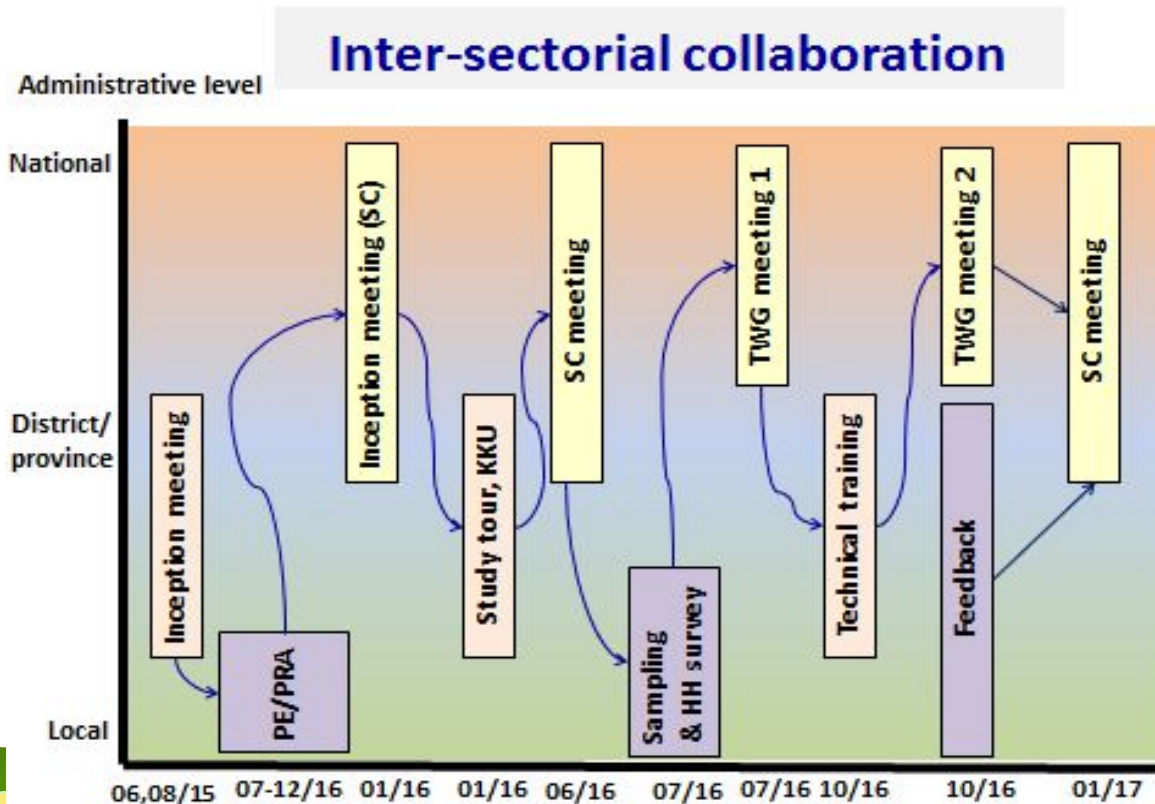 Inter-sectorial collaboration
Administrative level
National
District/
province
Local
Inception meeting
PE/PRA
Inception meeting (SC)
Study tour, KKU
SC meeting
Sampling
& HH survey
TWG meeting 1
Technical training
TWG meeting 2
Feedback
SC meeting
06,08/15 07-12/16 01/16 01/16 06/16 07/16 07/16 10/16 10/16 01/17